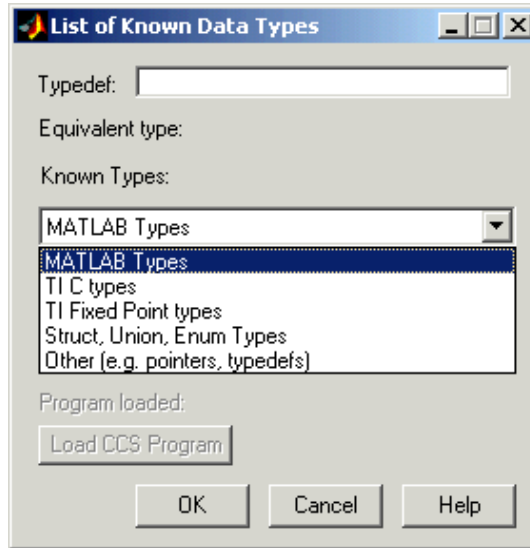 List of Known Data Types
Typedef:
Equivalent type:
Known Types:
MATLAB Types
MATLAB Types
TI C types
TI Fixed Point types
Struct, Union, Enum Types
Other (e.g. pointers, typedefs)
Program loaded:
Load CCS Program
OK Cancel Help